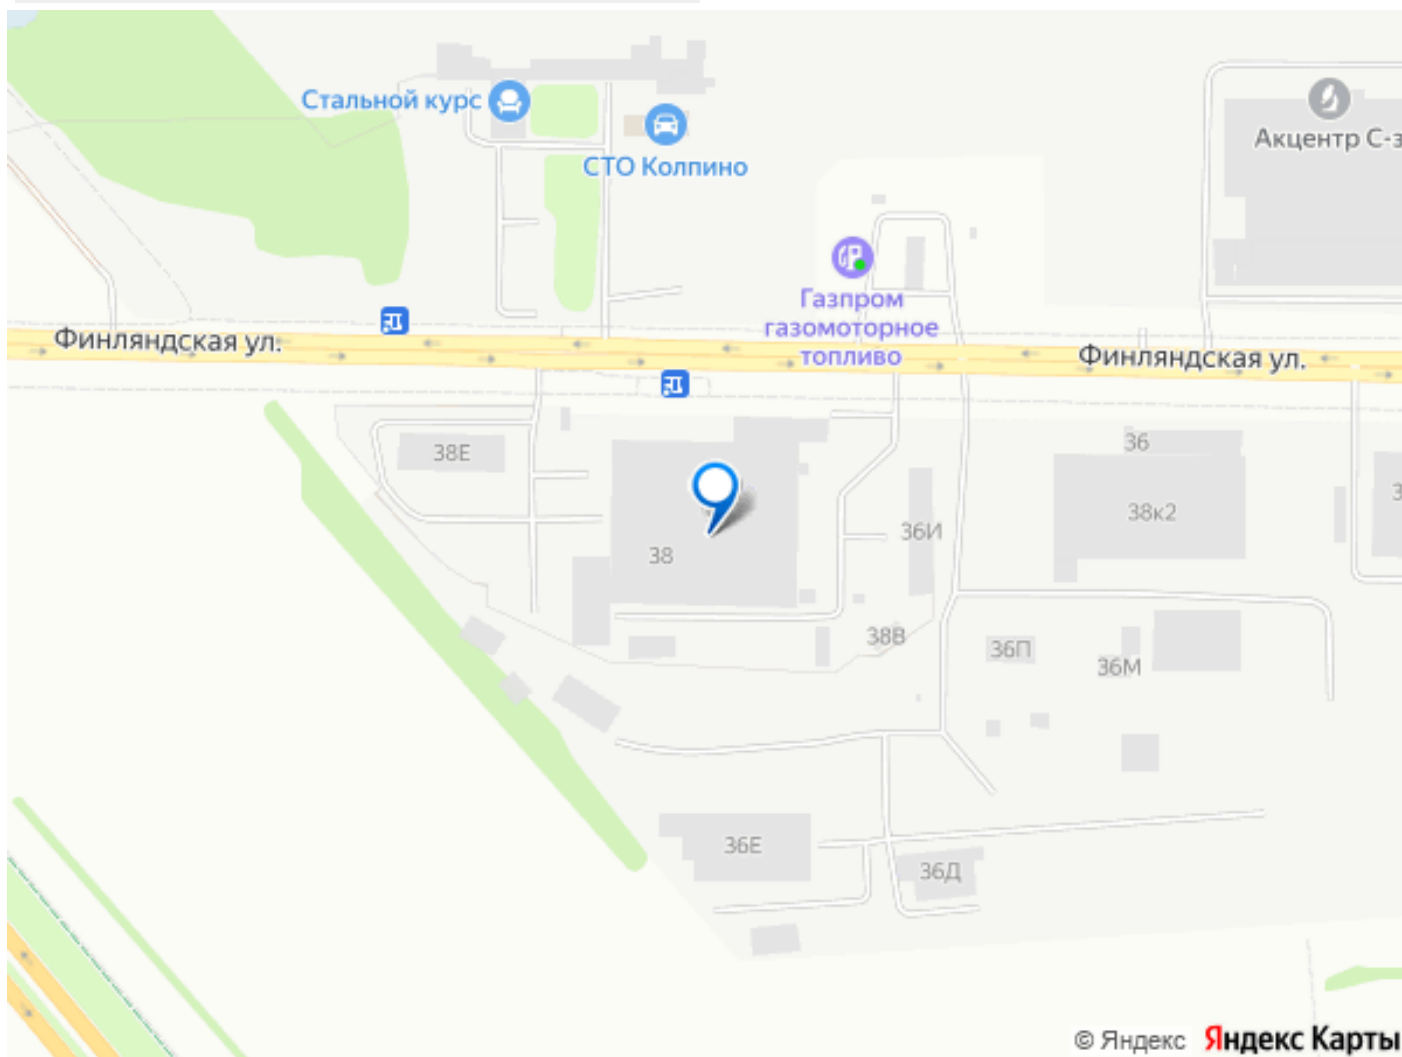 Стальной курс
СТО Колпино
Акцентр С-з
Газпром
газомоторное
топливо
Финляндская ул.
Финляндская ул.
38Е
36
38к2
3
36И
38
38В
36П
36М
36Е
36Д
© Яндекс Яндекс Карты